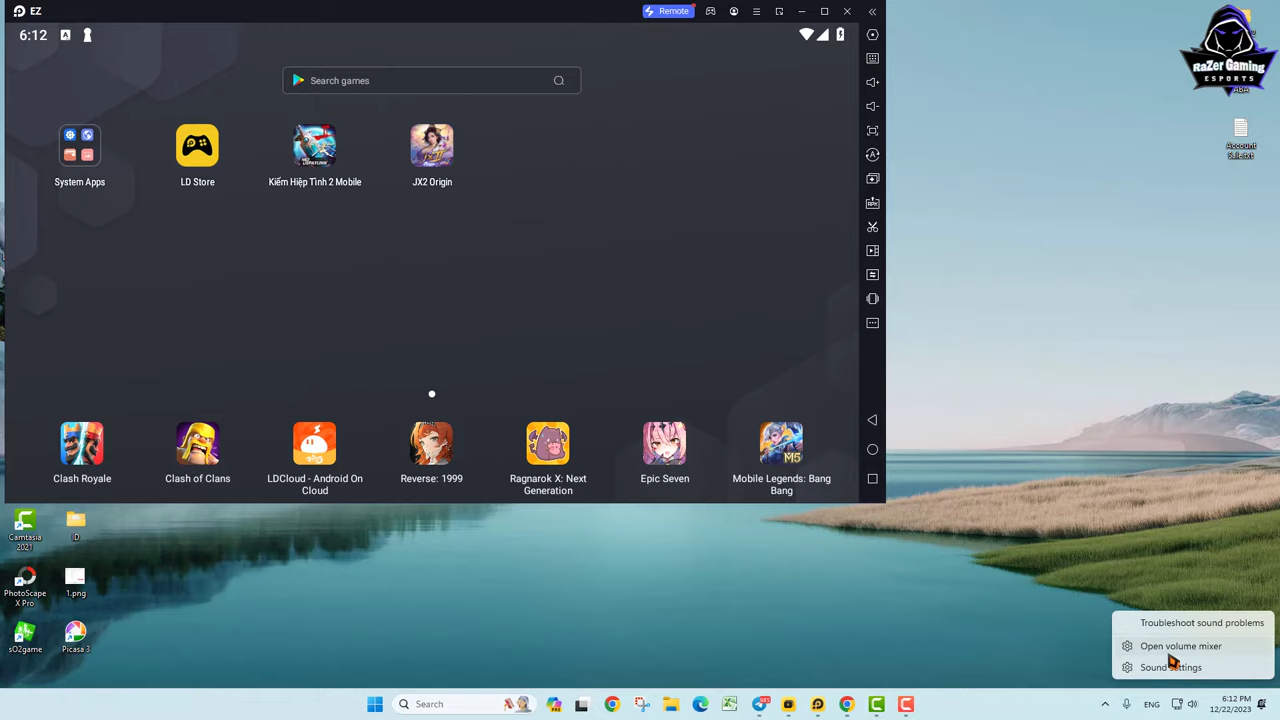 EZ
Remote
6:12
A
Search games
System Apps
LD Store
Kiếm Hiệp Tình 2 Mobile
JX2 Origin
Clash Royale
Clash of Clans
LDCloud - Android On
Cloud
Reverse: 1999
Ragnarok X: Next
Generation
Epic Seven
Mobile Legends: Bang
Bang
RaZer Gaming
ESPORTS
Account
Sale.txt
Camtasia
2021
iD
PhotoScape
X Pro
1.png
sO2game
Picasa 3
Troubleshoot sound problems
Open volume mixer
Sound settings
Search
ENG
6:12 PM
12/22/2023